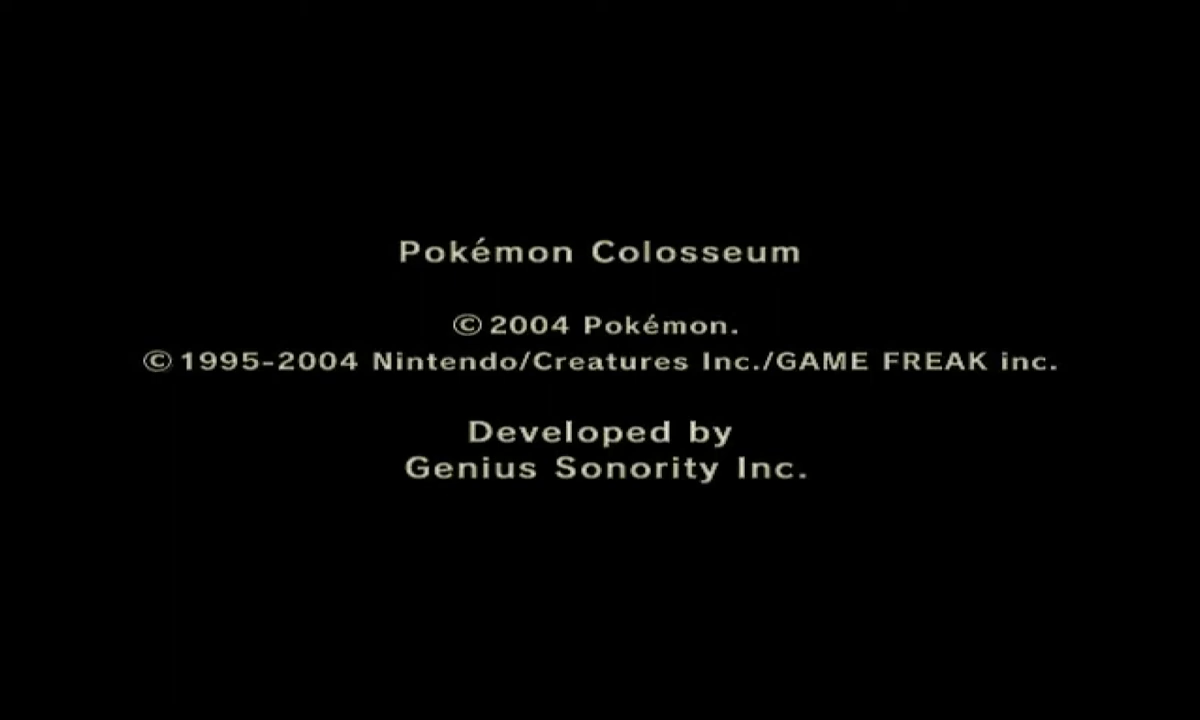 Pokémon Colosseum
©2004 Pokémon.
©1995-2004 Nintendo/Creatures Inc./GAME FREAK inc.
Developed by
Genius Sonority Inc.